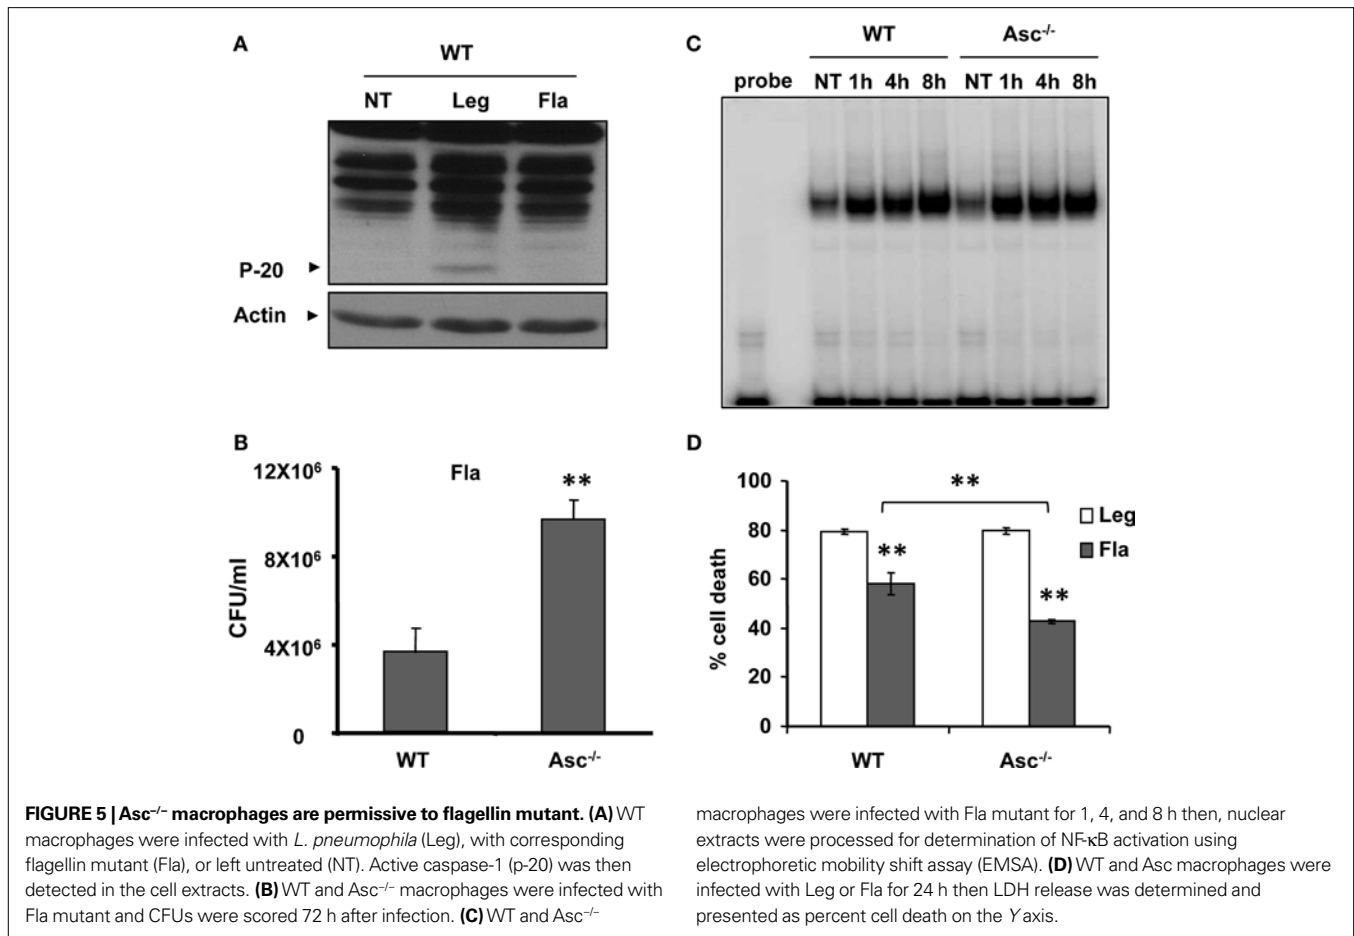 A
WT
NT Leg Fla
P-20
Actin
C
WT Asc-/-
probe NT 1h 4h 8h NT 1h 4h 8h
B
Fla
12X10⁶
8X10⁶
4X10⁶
0
CFU/ml
**
WT Asc-/-
D
100
80
60
40
20
0
% cell death
**
**
**
Leg
Fla
WT Asc-/-
FIGURE 5 | Asc–/– macrophages are permissive to flagellin mutant. (A) WT
macrophages were infected with L. pneumophila (Leg), with corresponding
flagellin mutant (Fla), or left untreated (NT). Active caspase-1 (p-20) was then
detected in the cell extracts. (B) WT and Asc–/– macrophages were infected with
Fla mutant and CFUs were scored 72 h after infection. (C) WT and Asc–/–
macrophages were infected with Fla mutant for 1, 4, and 8 h then, nuclear
extracts were processed for determination of NF-κB activation using
electrophoretic mobility shift assay (EMSA). (D) WT and Asc macrophages were
infected with Leg or Fla for 24 h then LDH release was determined and
presented as percent cell death on the Y axis.